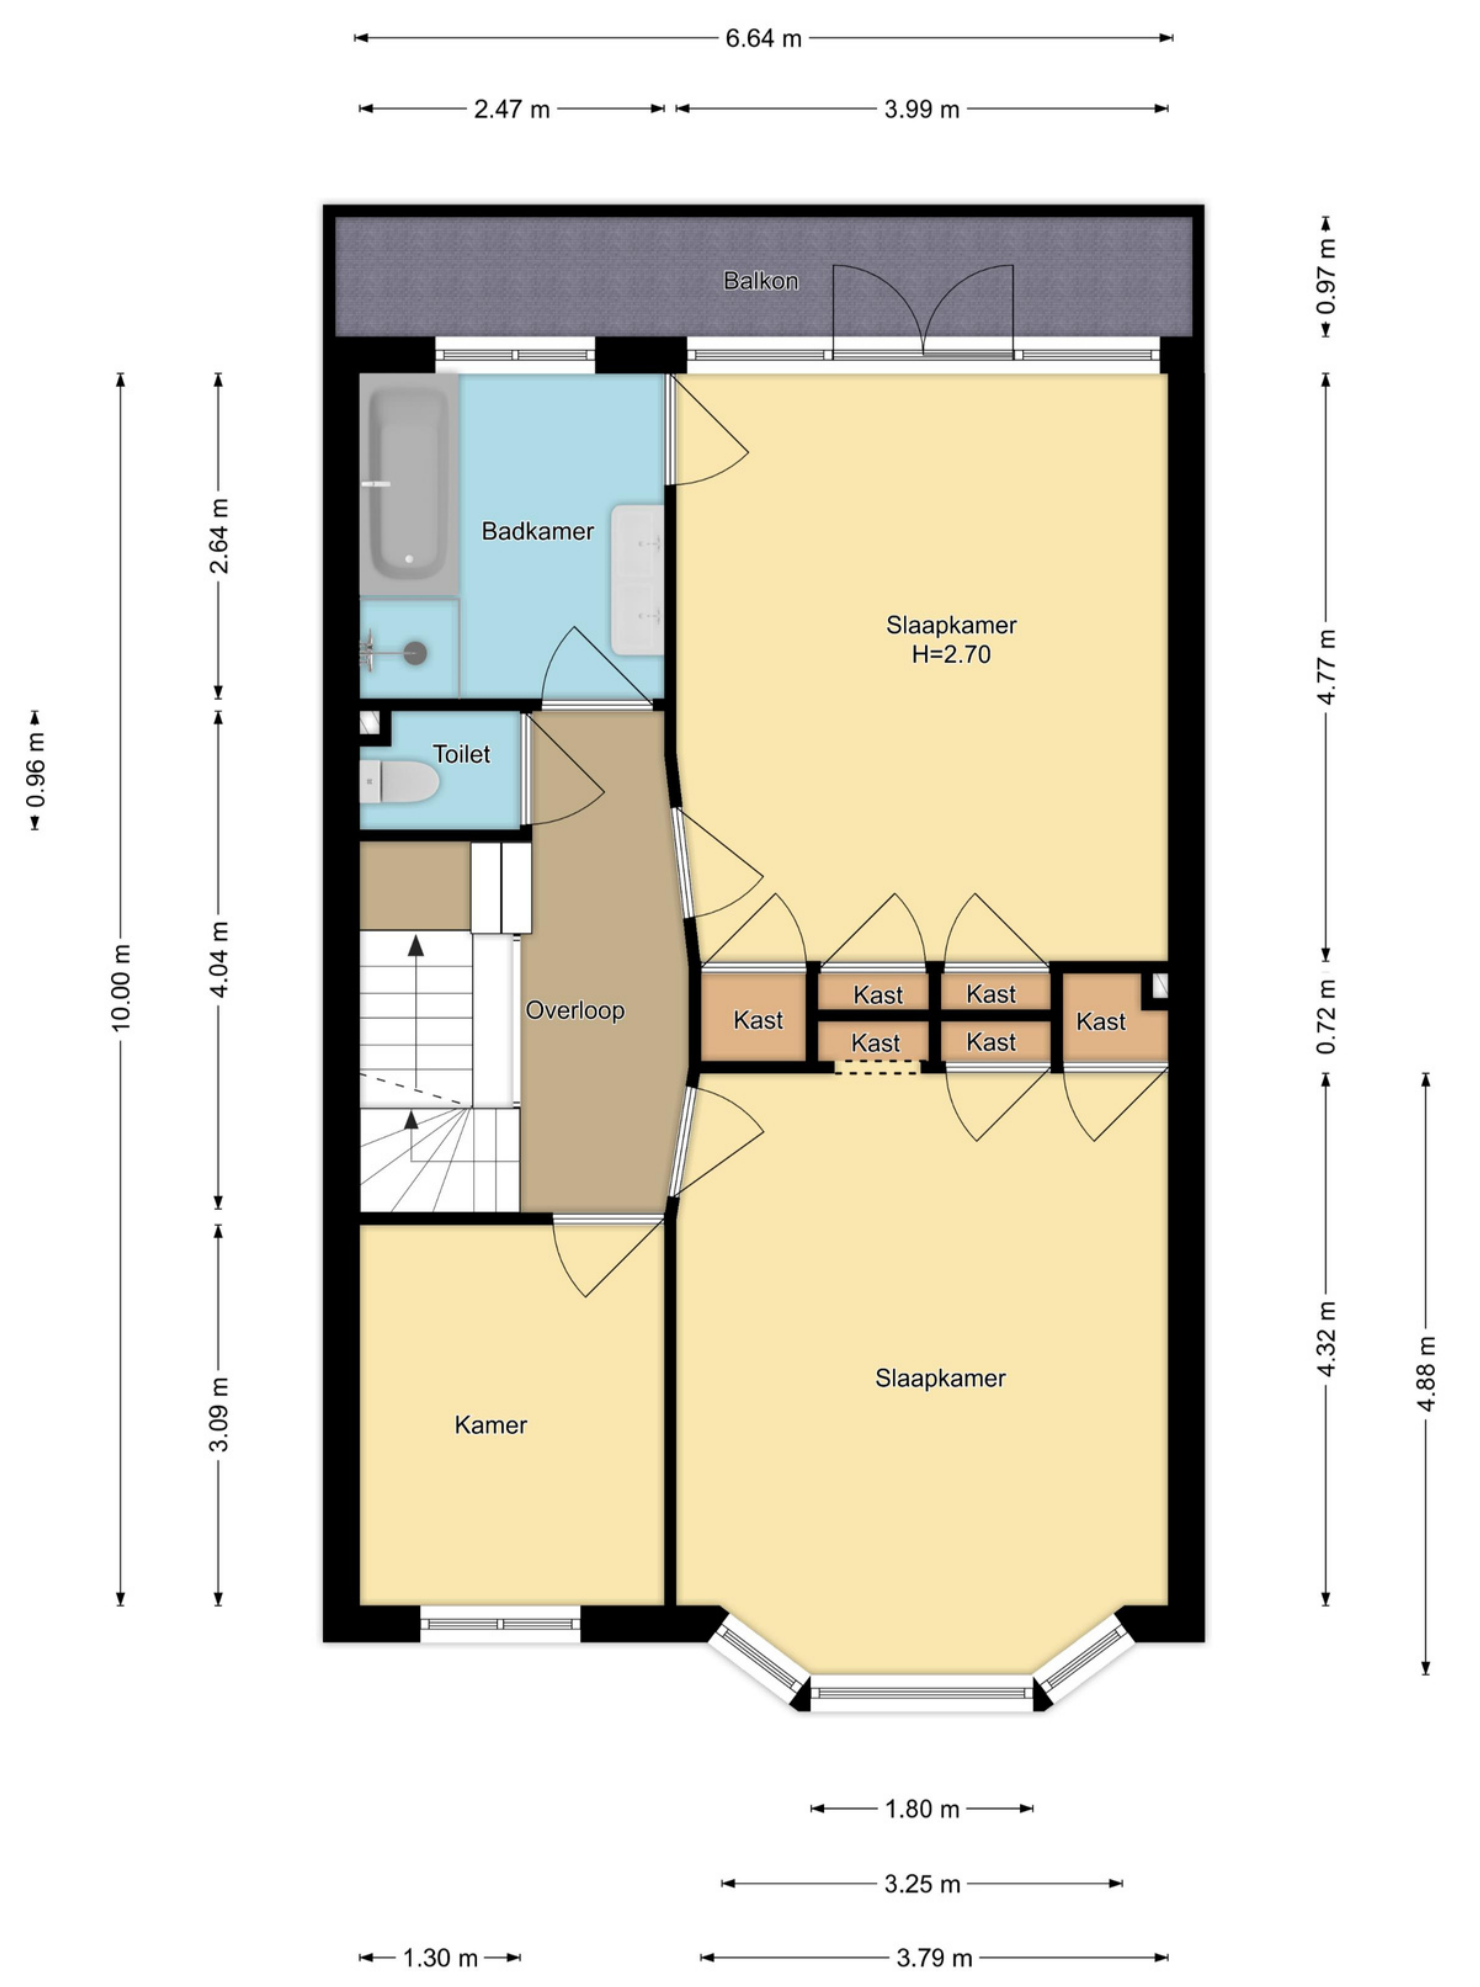 6.64 m
2.47 m
3.99 m
Balkon
0.97 m
2.64 m
Badkamer
Slaapkamer
H=2.70
4.77 m
0.96 m
Toilet
10.00 m
4.04 m
Overloop
Kast
Kast
Kast
Kast
Kast
Kast
0.72 m
4.32 m
4.88 m
Slaapkamer
3.09 m
Kamer
1.80 m
3.25 m
1.30 m
3.79 m